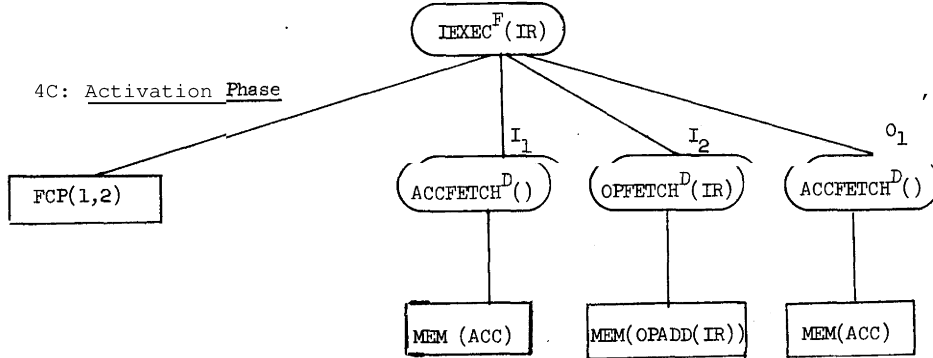 IEXEC^F(IR)
4C: Activation Phase
I₁
I₂
O₁
FCP(1,2)
ACCFETCH^D()
OPFETCH^D(IR)
ACCFETCH^D()
MEM (ACC)
MEM(OPADD(IR))
MEM(ACC)